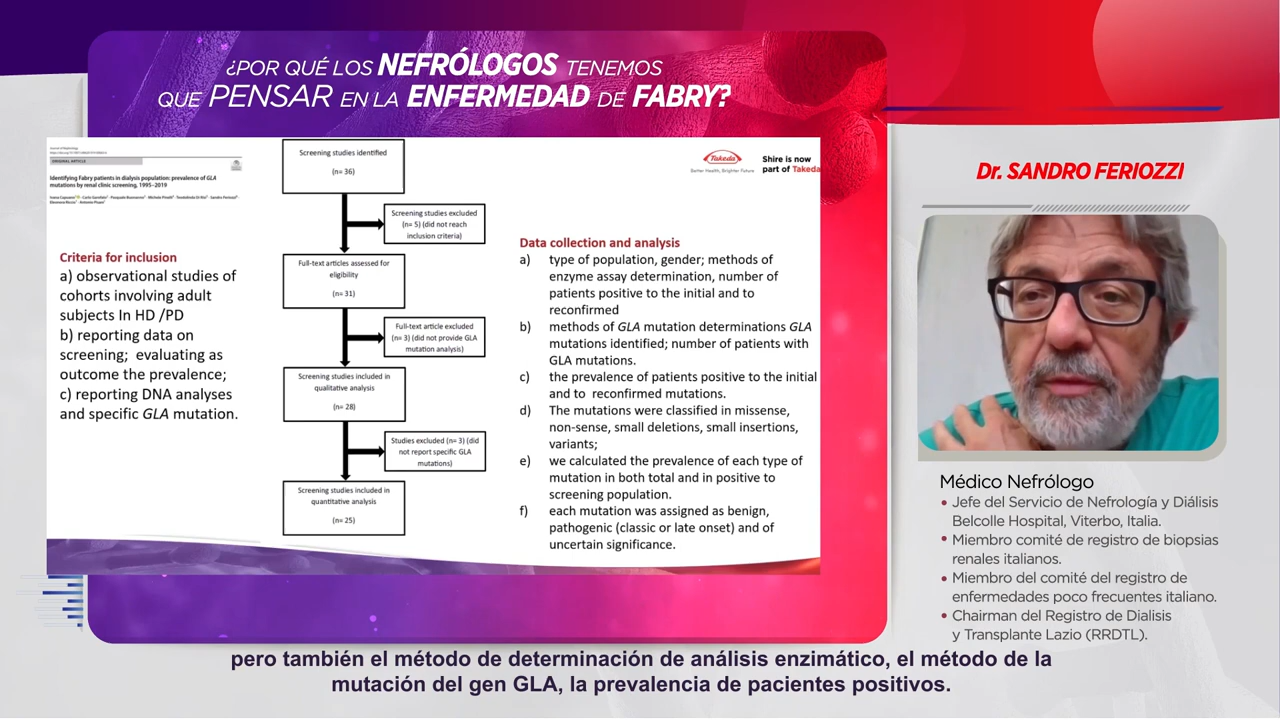 ¿POR QUÉ LOS NEFRÓLOGOS TENEMOS
QUE PENSAR EN LA ENFERMEDAD DE FABRY?
ORIGINAL ARTICLE
Identifying Fabry patients in dialysis population: prevalence of GLA
mutations by renal clinic screening, 1995–2019
Criteria for inclusion
a) observational studies of
cohorts involving adult
subjects In HD /PD
b) reporting data on
screening; evaluating as
outcome the prevalence;
c) reporting DNA analyses
and specific GLA mutation.
Screening studies identified
(n= 36)
Screening studies excluded
(n= 5) (did not reach
inclusion criteria)
Full-text articles assessed for
eligibility
(n= 31)
Full-text article excluded
(n= 3) (did not provide GLA
mutation analysis)
Screening studies included in
qualitative analysis
(n= 28)
Studies excluded (n= 3) (did
not report specific GLA
mutations)
Screening studies included in
quantitative analysis
(n= 25)
Takeda
Better Health, Brighter Future
Shire is now
part of Takeda
Data collection and analysis
a) type of population, gender; methods of
enzyme assay determination, number of
patients positive to the initial and to
reconfirmed
b) methods of GLA mutation determinations GLA
mutations identified; number of patients with
GLA mutations.
c) the prevalence of patients positive to the initial
and to reconfirmed mutations.
d) The mutations were classified in missense,
non-sense, small deletions, small insertions,
variants;
e) we calculated the prevalence of each type of
mutation in both total and in positive to
screening population.
f) each mutation was assigned as benign,
pathogenic (classic or late onset) and of
uncertain significance.
Dr. SANDRO FERIOZZI
Médico Nefrólogo
• Jefe del Servicio de Nefrología y Diálisis
Belcolle Hospital, Viterbo, Italia.
• Miembro comité de registro de biopsias
renales italianos.
• Miembro del comité del registro de
enfermedades poco frecuentes italiano.
• Chairman del Registro de Dialisis
y Transplante Lazio (RRDTL).
pero también el método de determinación de análisis enzimático, el método de la
mutación del gen GLA, la prevalencia de pacientes positivos.